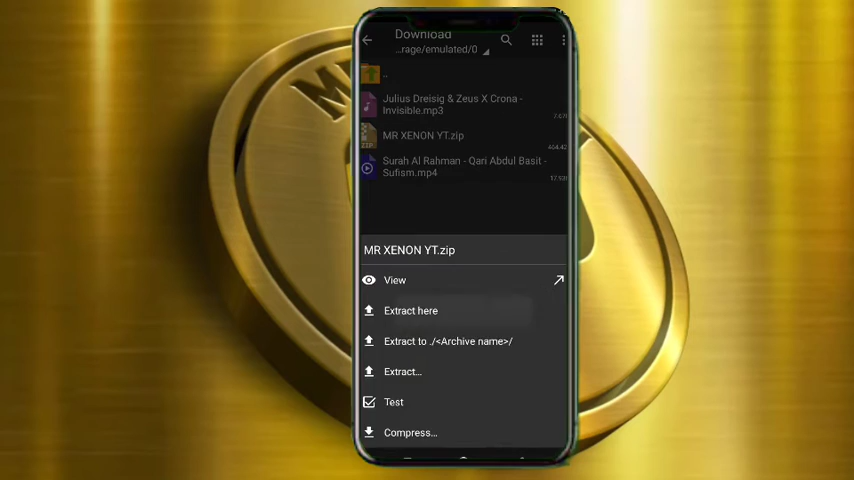 Download
...rage/emulated/0
..
Julius Dreisig & Zeus X Crona -
Invisible.mp3
MR XENON YT.zip
ZIP
Surah Al Rahman - Qari Abdul Basit -
Sufism.mp4
MR XENON YT.zip
View
Extract here
Extract to ./<Archive name>/
Extract...
Test
Compress...